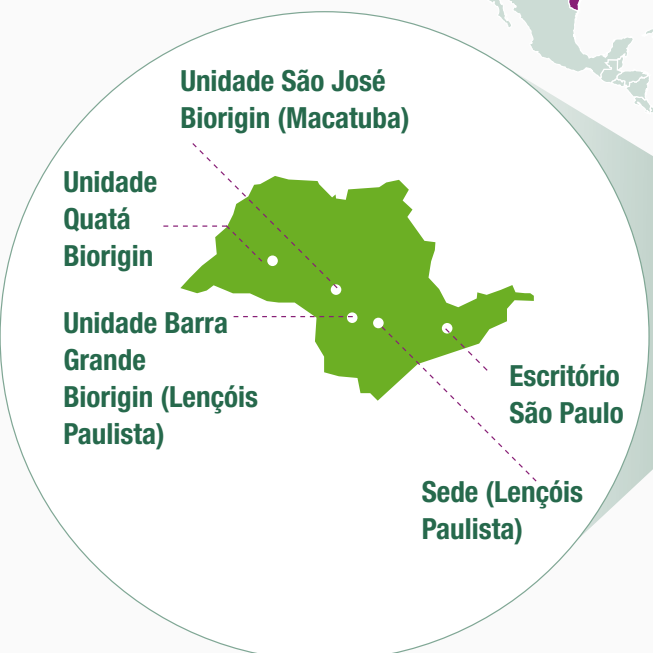 Unidade São José
Biorigin (Macatuba)
Unidade
Quatá
Biorigin
Unidade Barra
Grande
Biorigin (Lençóis
Paulista)
Escritório
São Paulo
Sede (Lençóis
Paulista)